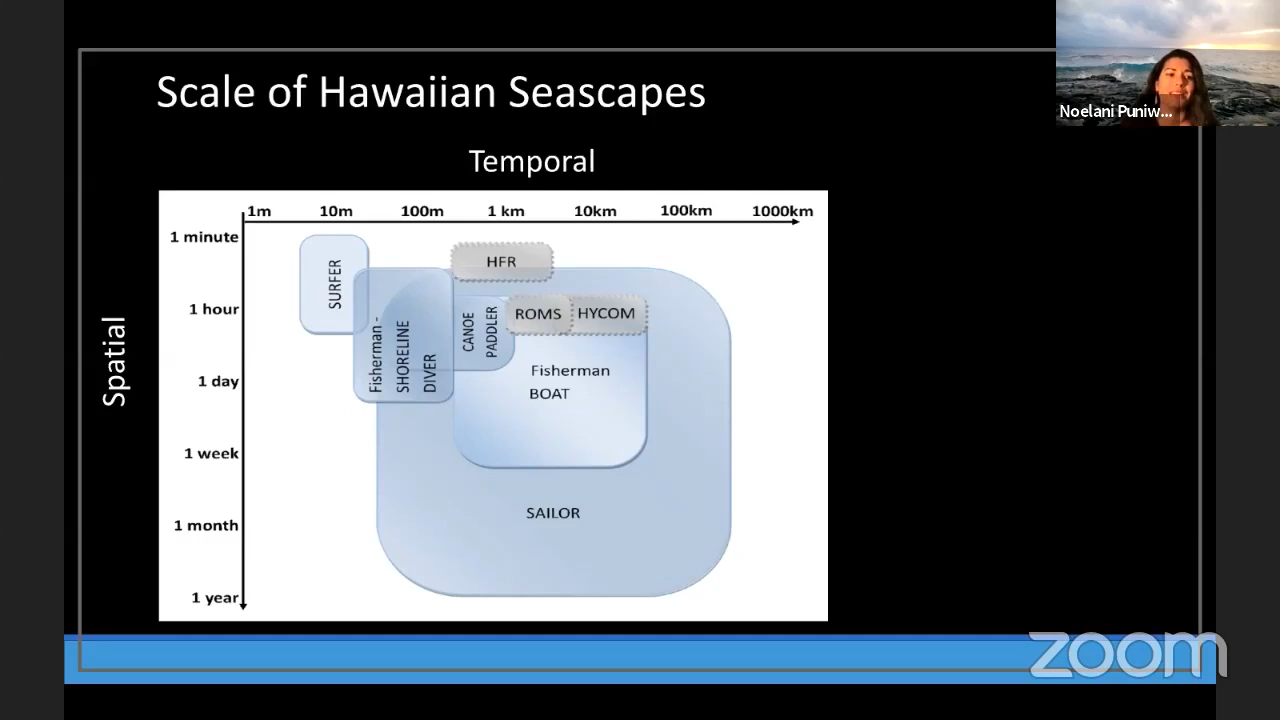 Scale of Hawaiian Seascapes
Noelani Puniw...
Temporal
1m 10m 100m 1 km 10km 100km 1000km
1 minute
1 hour
1 day
1 week
1 month
1 year
Spatial
SURFER
HFR
Fisherman -
SHORELINE
DIVER
CANOE
PADDLER
ROMS
HYCOM
Fisherman
BOAT
SAILOR
zoom